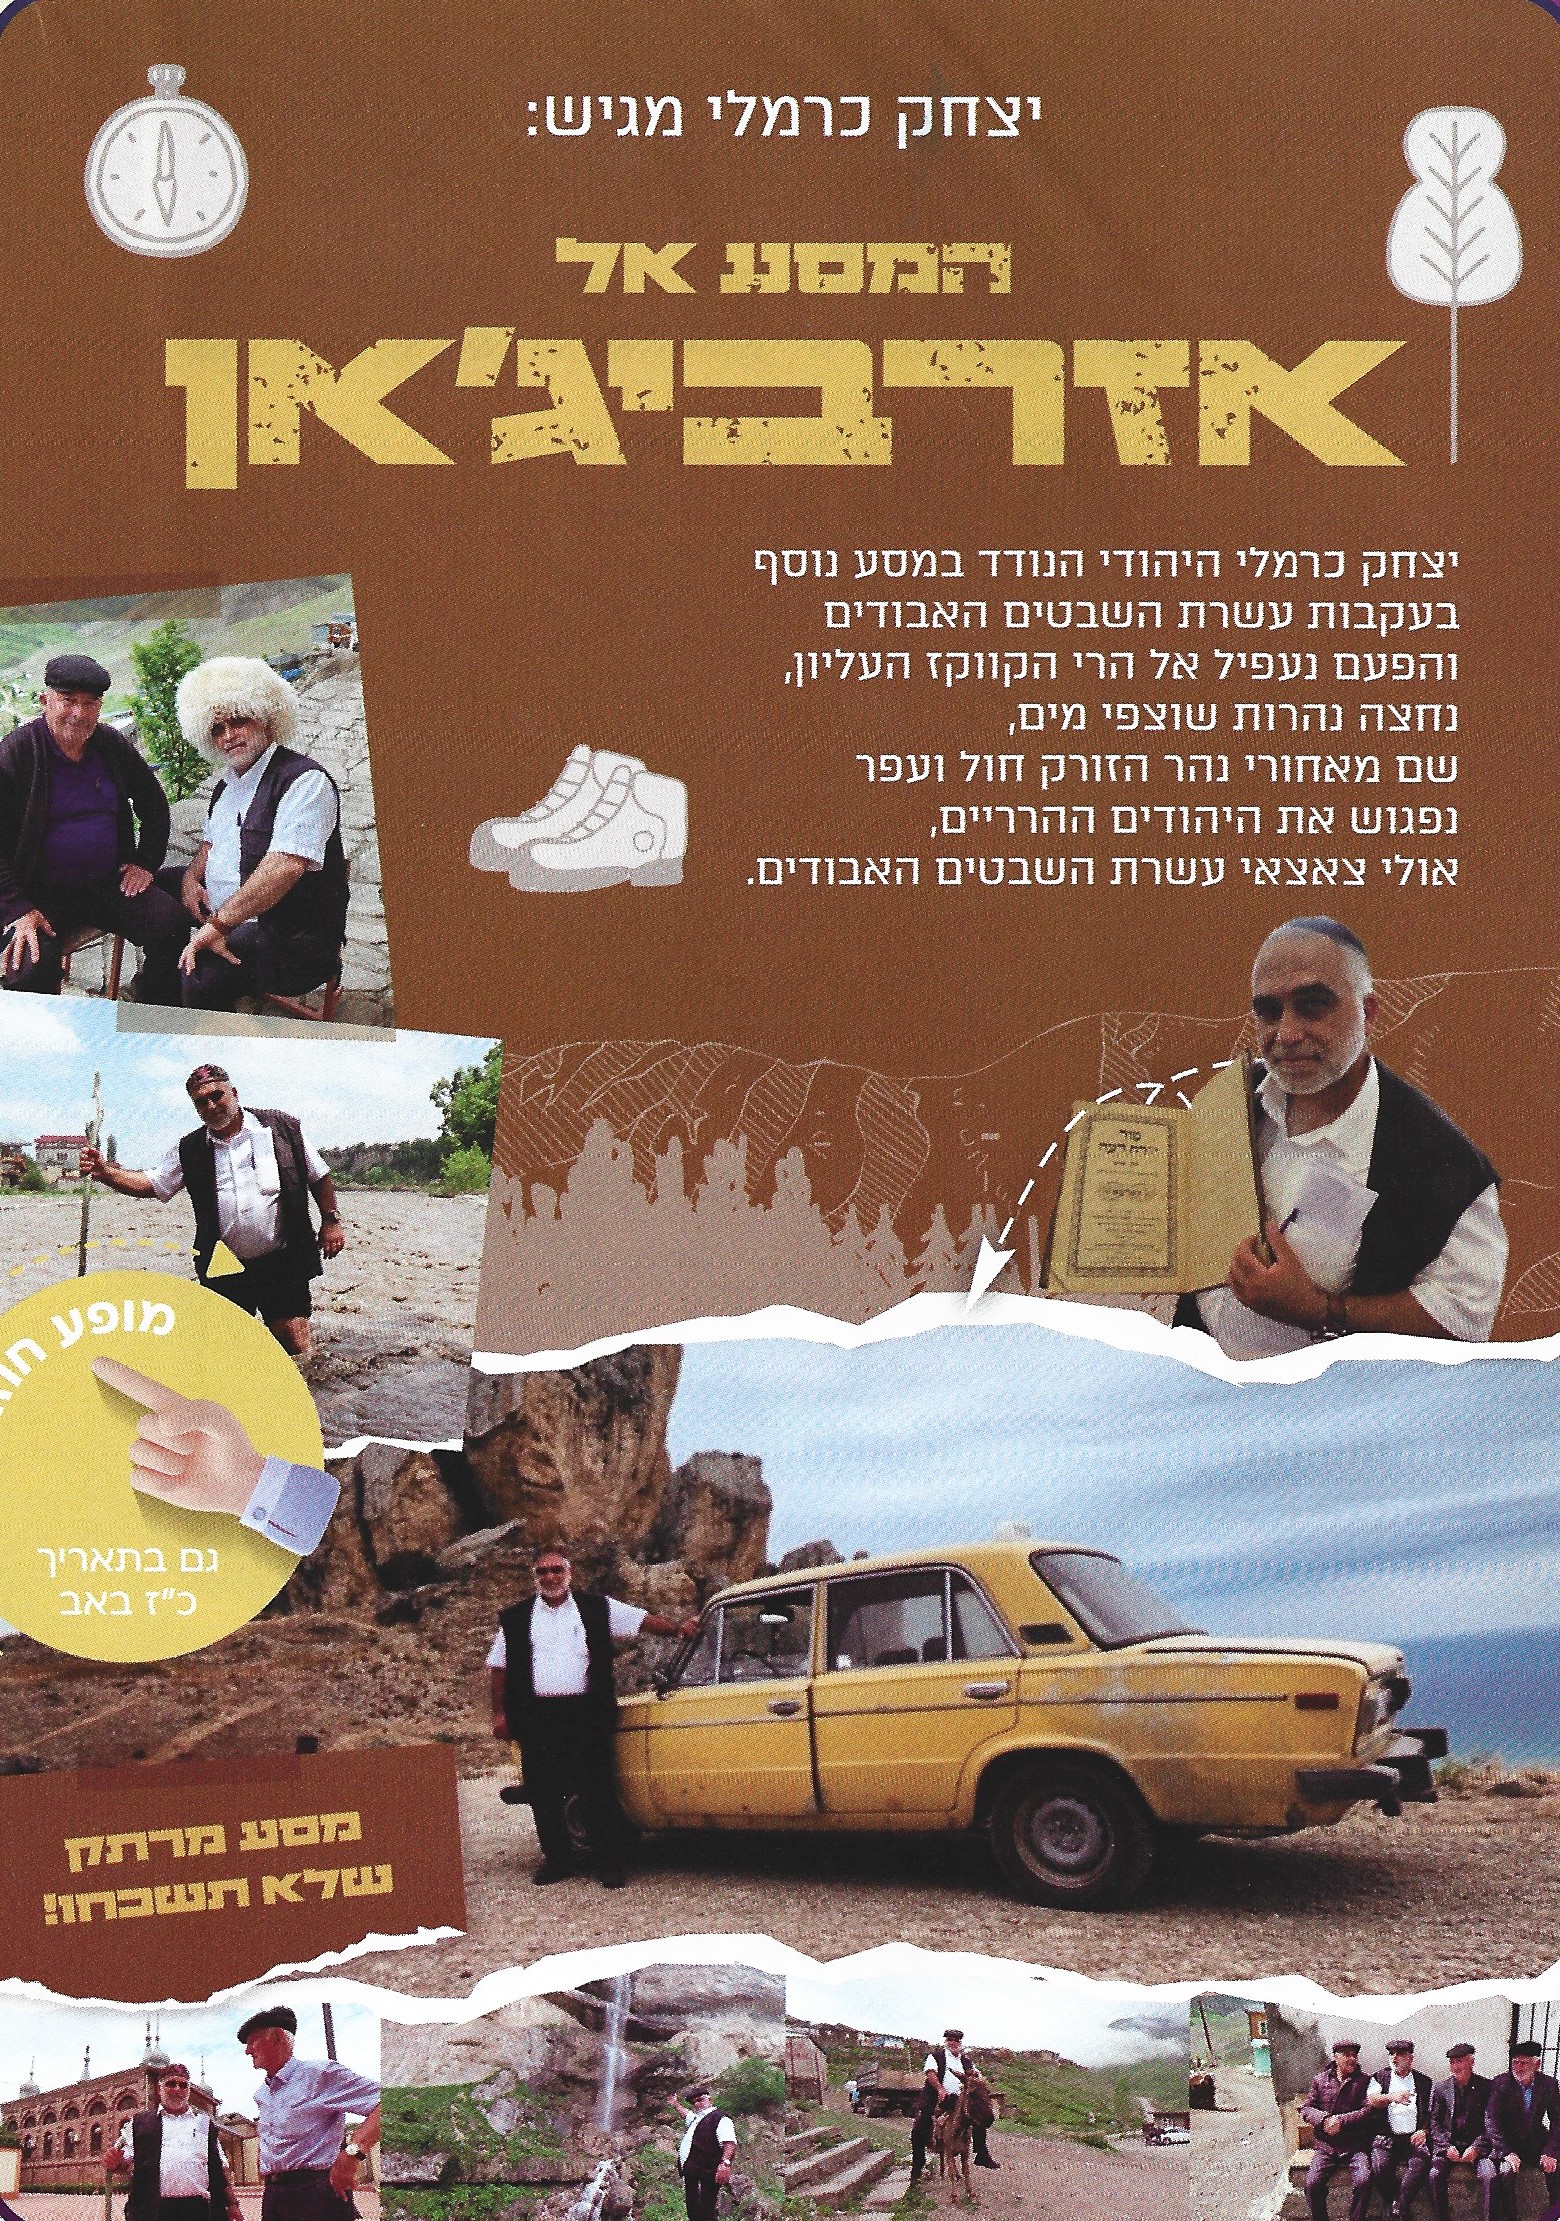 יצחק כרמלי מגיש:
המסע אל
אזרביג'אן
יצחק כרמלי היהודי הנודד במסע נוסף
בעקבות עשרת השבטים האבודים
והפעם נעפיל אל הרי הקווקז העליון,
נחצה נהרות שוצפי מים,
שם מאחורי נהר הזורק חול ועפר
נפגוש את היהודים ההרריים,
אולי צאצאי עשרת השבטים האבודים.
מופע
גם בתאריך
כ"ז באב
מסע מרתק
שלא תשכחו!